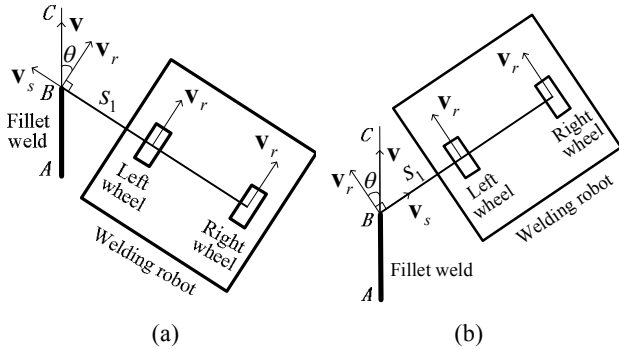 C
v
θ
v_r
v_s
B
S_1
v_r
Fillet
weld
A
Left
wheel
Right
wheel
Welding robot
(a)
v_r
C
v
v_r
θ
S_1
Left
wheel
Right
wheel
B
v_s
Welding robot
Fillet weld
A
v_r
(b)